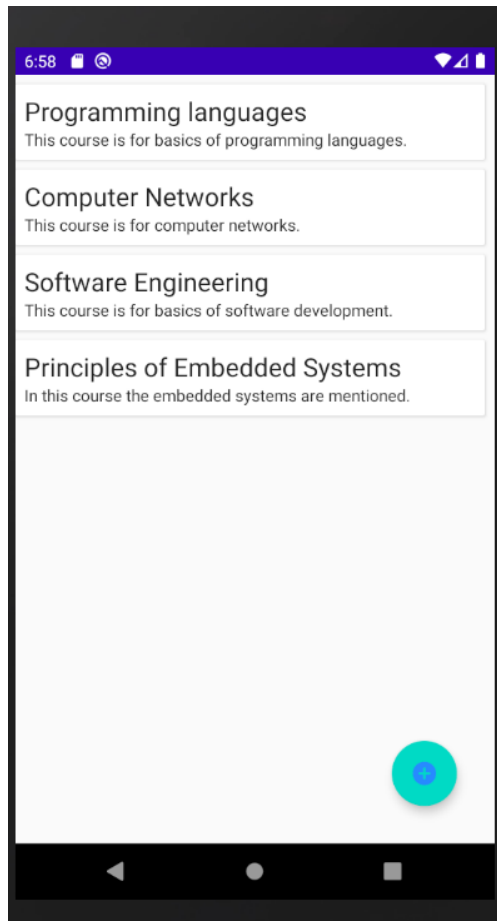 6:58
Programming languages
This course is for basics of programming languages.
Computer Networks
This course is for computer networks.
Software Engineering
This course is for basics of software development.
Principles of Embedded Systems
In this course the embedded systems are mentioned.